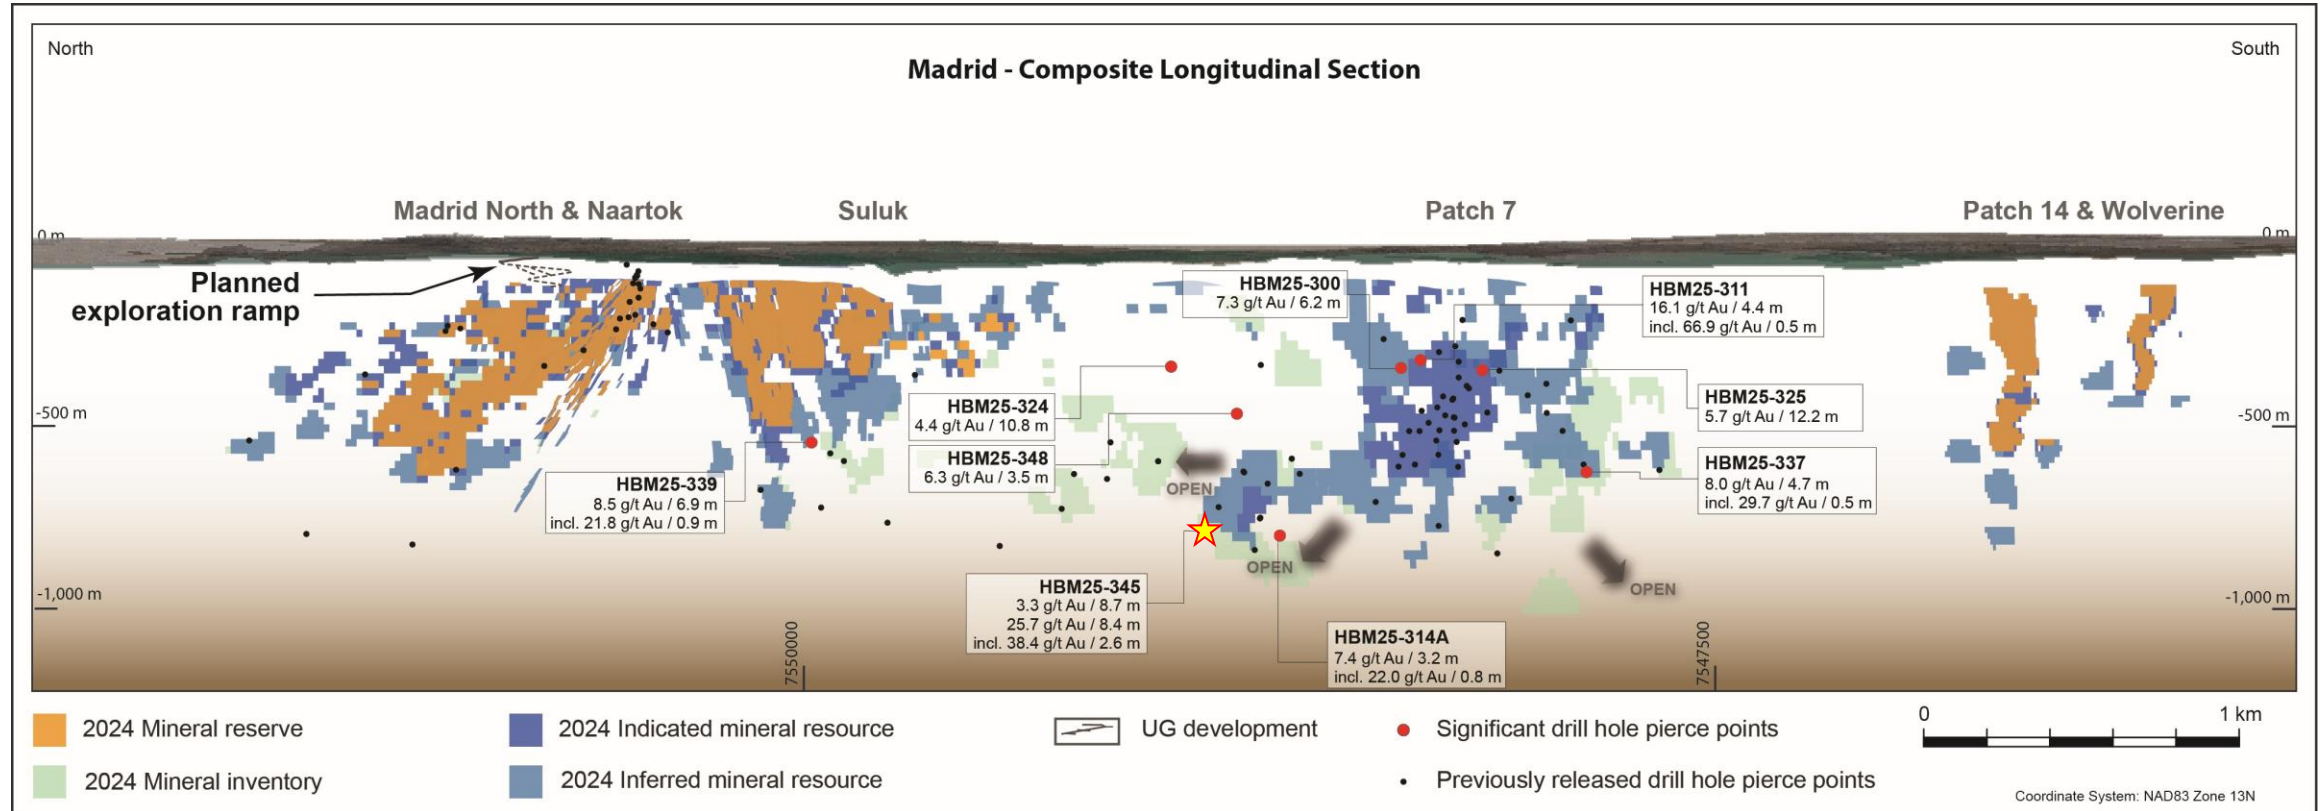 North
South
Madrid - Composite Longitudinal Section
Madrid North & Naartok
Suluk
Patch 7
Patch 14 & Wolverine
0 m
0 m
Planned
exploration ramp
HBM25-300
7.3 g/t Au / 6.2 m
HBM25-311
16.1 g/t Au / 4.4 m
incl. 66.9 g/t Au / 0.5 m
-500 m
-500 m
HBM25-324
4.4 g/t Au / 10.8 m
HBM25-325
5.7 g/t Au / 12.2 m
HBM25-348
6.3 g/t Au / 3.5 m
HBM25-337
8.0 g/t Au / 4.7 m
incl. 29.7 g/t Au / 0.5 m
HBM25-339
8.5 g/t Au / 6.9 m
incl. 21.8 g/t Au / 0.9 m
OPEN
OPEN
OPEN
-1,000 m
-1,000 m
HBM25-345
3.3 g/t Au / 8.7 m
25.7 g/t Au / 8.4 m
incl. 38.4 g/t Au / 2.6 m
HBM25-314A
7.4 g/t Au / 3.2 m
incl. 22.0 g/t Au / 0.8 m
7550000
7547500
2024 Mineral reserve
2024 Indicated mineral resource
UG development
Significant drill hole pierce points
0
1 km
2024 Mineral inventory
2024 Inferred mineral resource
Previously released drill hole pierce points
Coordinate System: NAD83 Zone 13N